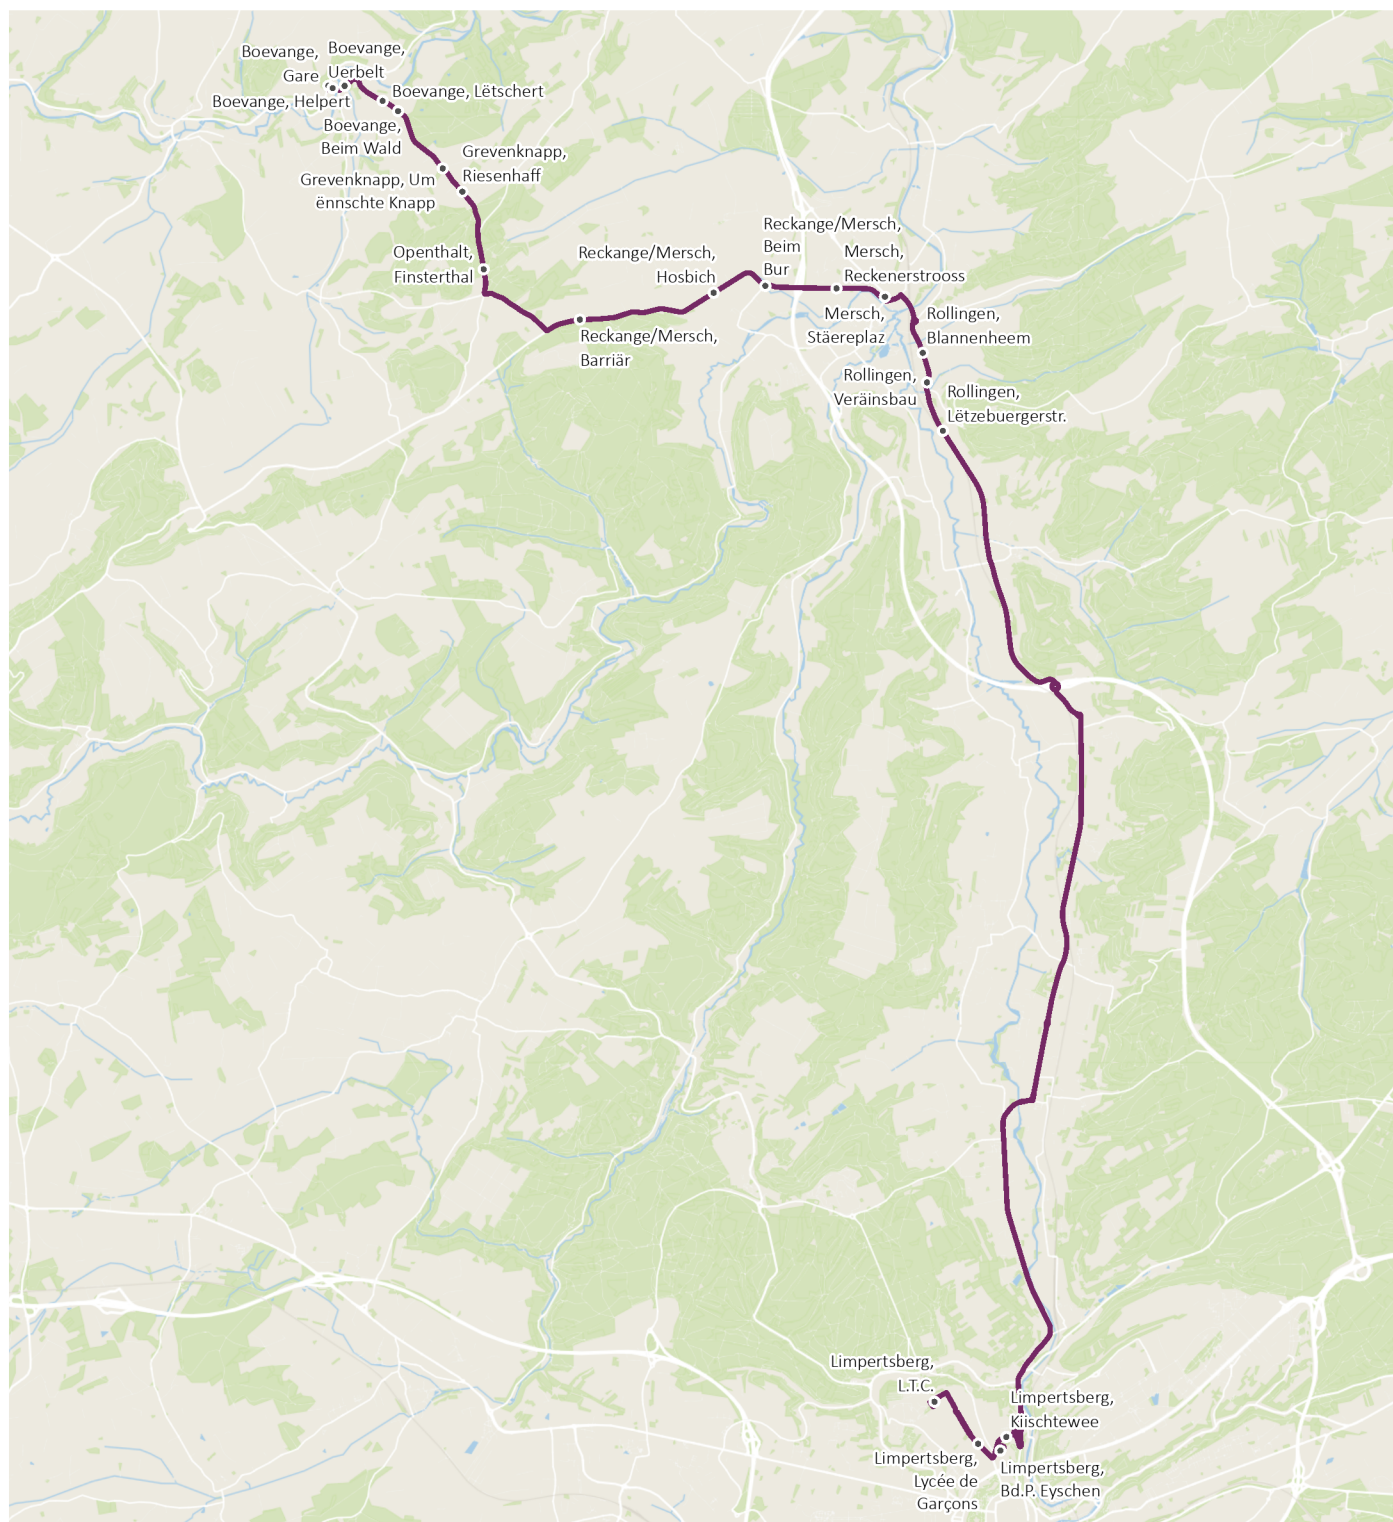 Boevange,
Gare
Boevange,
Uerbelt
Boevange, Helpert
Boevange, Lëtschert
Boevange,
Beim Wald
Grevenknapp,
Riesenhaff
Grevenknapp, Um
ënnschte Knapp
Openthalt,
Finsterthal
Reckange/Mersch,
Barriär
Reckange/Mersch,
Hosbich
Reckange/Mersch,
Beim
Bur
Mersch,
Reckenerstrooss
Mersch,
Stäereplaz
Rollingen,
Blannenheem
Rollingen,
Veräinsbau
Rollingen,
Lëtzebuergerstr.
Limpertsberg,
L.T.C.
Limpertsberg,
Kiischtewee
Limpertsberg,
Lycée de
Garçons
Limpertsberg,
Bd.P. Eyschen